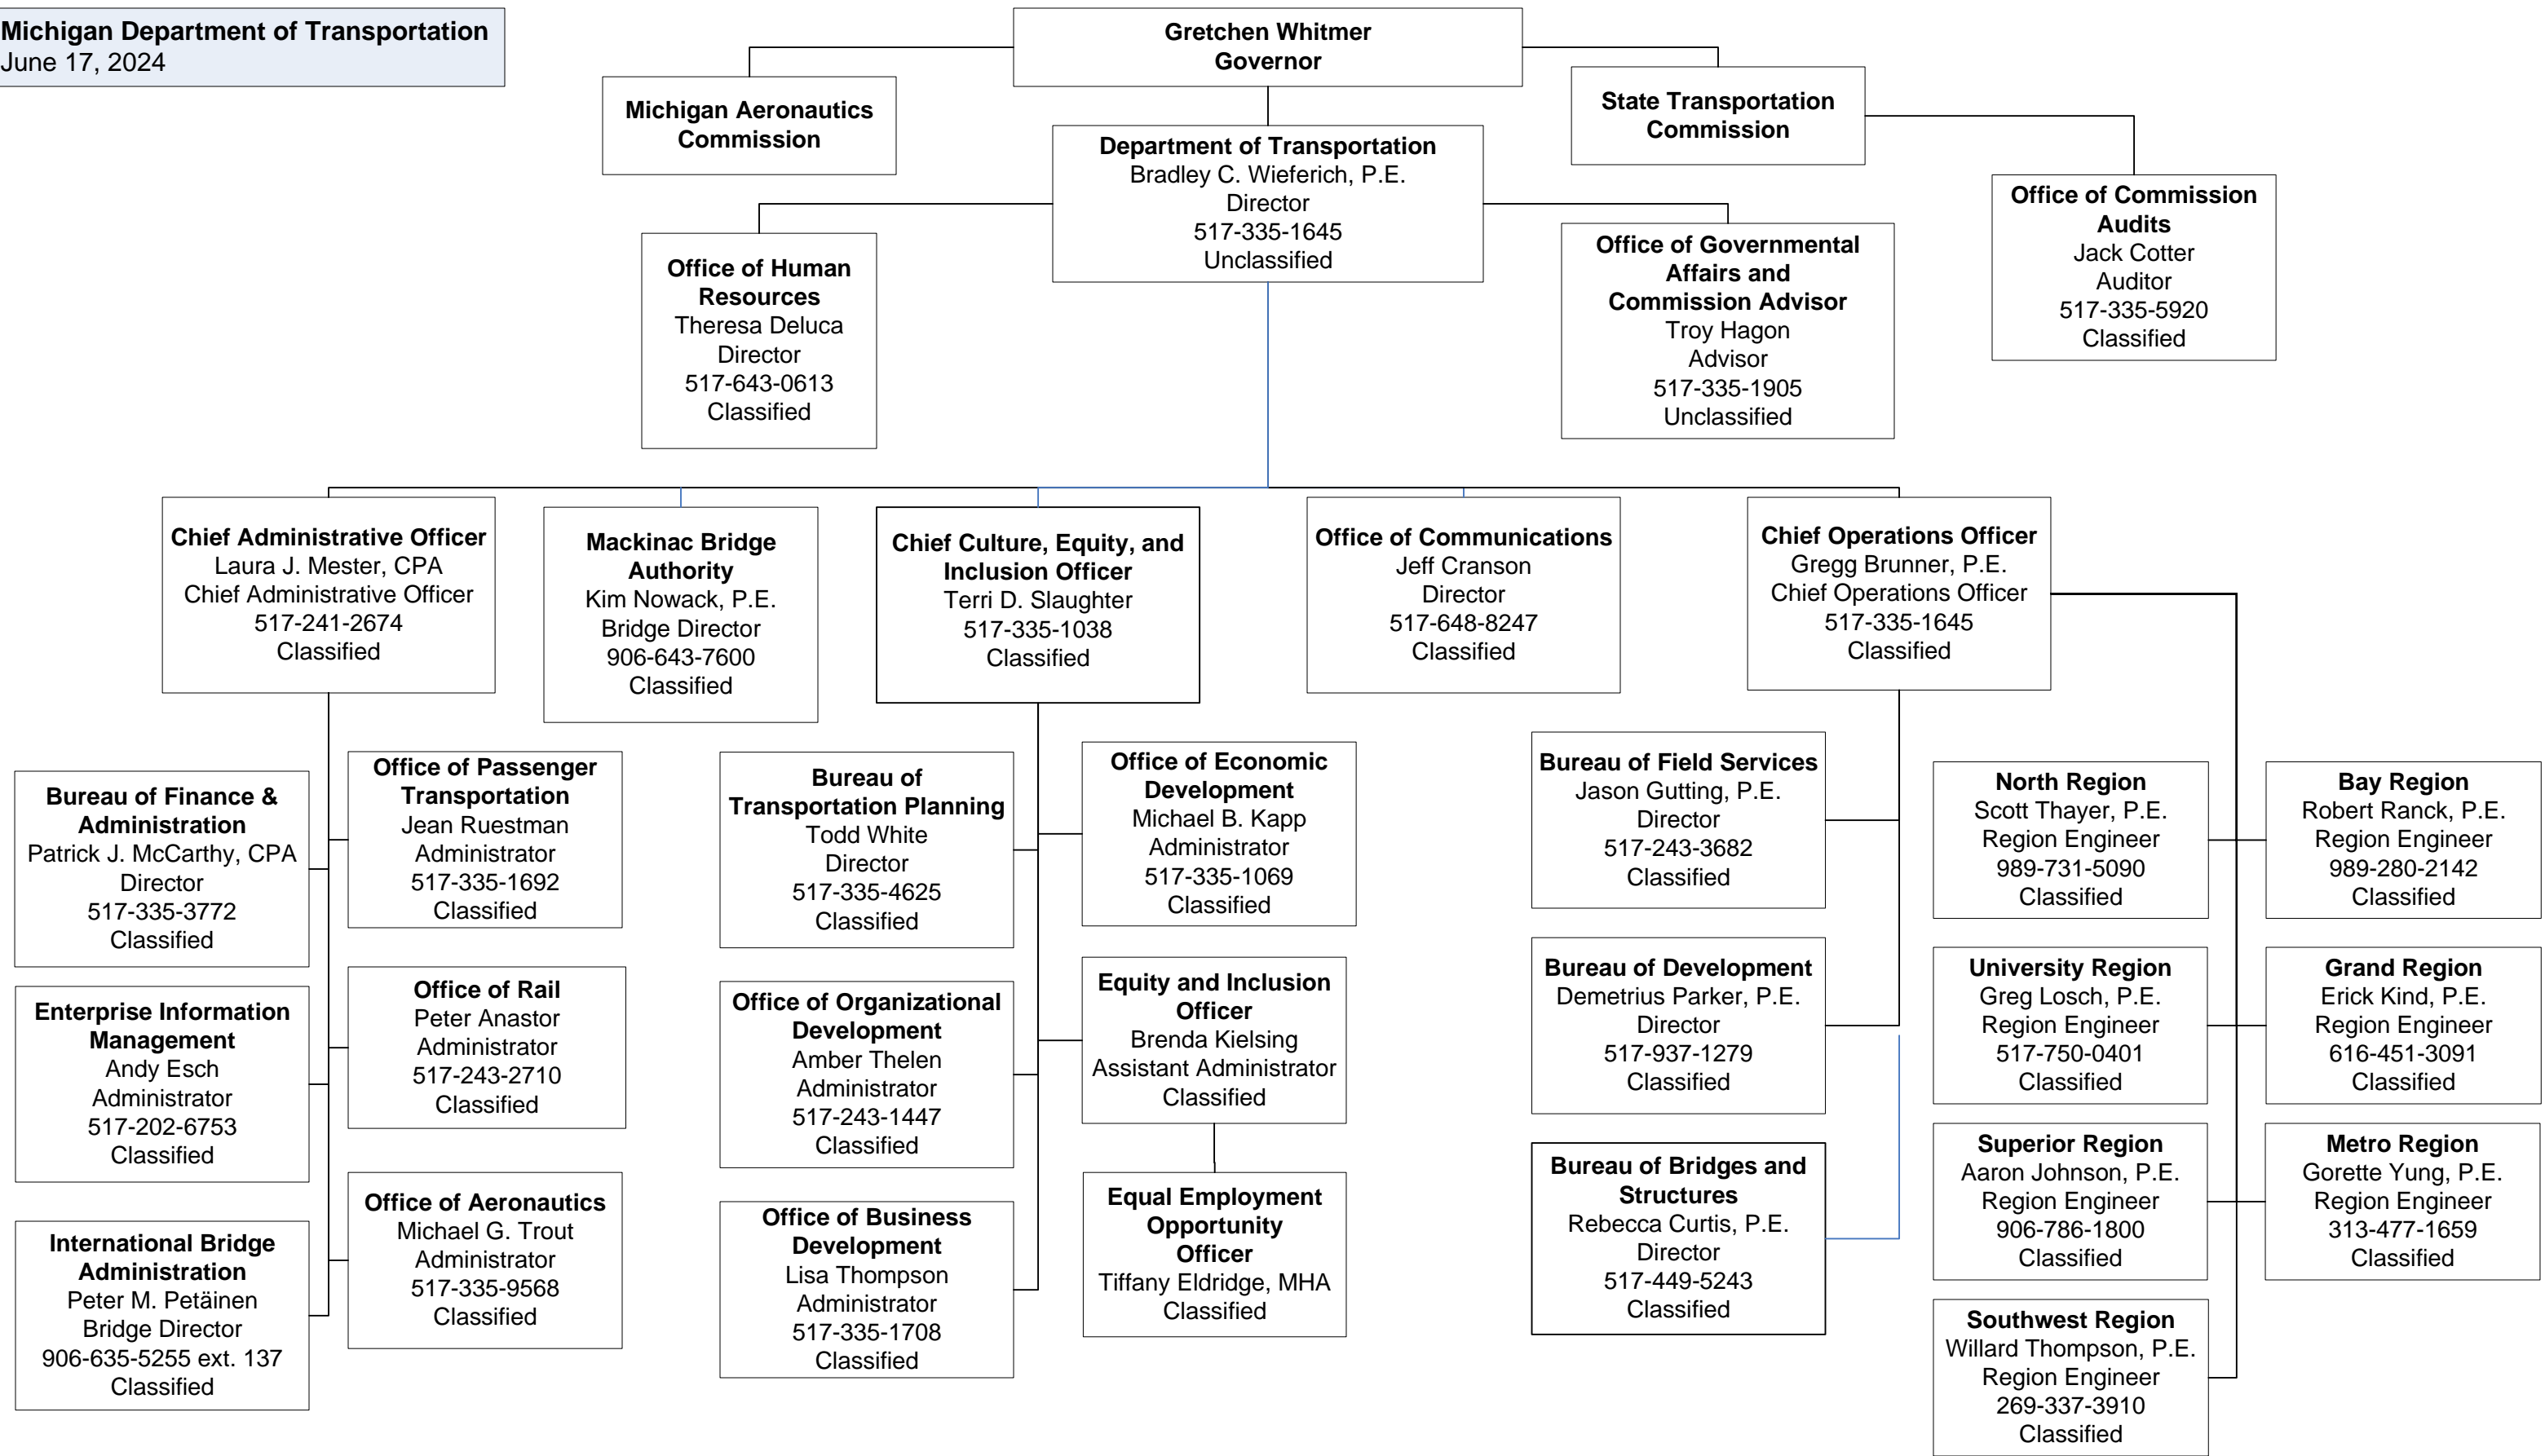 Michigan Department of Transportation
June 17, 2024
Gretchen Whitmer
Governor
Michigan Aeronautics
Commission
State Transportation
Commission
Department of Transportation
Bradley C. Wieferich, P.E.
Director
517-335-1645
Unclassified
Office of Commission
Audits
Jack Cotter
Auditor
517-335-5920
Classified
Office of Human
Resources
Theresa Deluca
Director
517-643-0613
Classified
Office of Governmental
Affairs and
Commission Advisor
Troy Hagon
Advisor
517-335-1905
Unclassified
Chief Administrative Officer
Laura J. Mester, CPA
Chief Administrative Officer
517-241-2674
Classified
Mackinac Bridge
Authority
Kim Nowack, P.E.
Bridge Director
906-643-7600
Classified
Chief Culture, Equity, and
Inclusion Officer
Terri D. Slaughter
517-335-1038
Classified
Office of Communications
Jeff Cranson
Director
517-648-8247
Classified
Chief Operations Officer
Gregg Brunner, P.E.
Chief Operations Officer
517-335-1645
Classified
Bureau of Finance &
Administration
Patrick J. McCarthy, CPA
Director
517-335-3772
Classified
Office of Passenger
Transportation
Jean Ruestman
Administrator
517-335-1692
Classified
Enterprise Information
Management
Andy Esch
Administrator
517-202-6753
Classified
Office of Rail
Peter Anastor
Administrator
517-243-2710
Classified
International Bridge
Administration
Peter M. Petäinen
Bridge Director
906-635-5255 ext. 137
Classified
Office of Aeronautics
Michael G. Trout
Administrator
517-335-9568
Classified
Bureau of
Transportation Planning
Todd White
Director
517-335-4625
Classified
Office of Economic
Development
Michael B. Kapp
Administrator
517-335-1069
Classified
Office of Organizational
Development
Amber Thelen
Administrator
517-243-1447
Classified
Equity and Inclusion
Officer
Brenda Kielsing
Assistant Administrator
Classified
Office of Business
Development
Lisa Thompson
Administrator
517-335-1708
Classified
Equal Employment
Opportunity
Officer
Tiffany Eldridge, MHA
Classified
Bureau of Field Services
Jason Gutting, P.E.
Director
517-243-3682
Classified
Bureau of Development
Demetrius Parker, P.E.
Director
517-937-1279
Classified
Bureau of Bridges and
Structures
Rebecca Curtis, P.E.
Director
517-449-5243
Classified
North Region
Scott Thayer, P.E.
Region Engineer
989-731-5090
Classified
Bay Region
Robert Ranck, P.E.
Region Engineer
989-280-2142
Classified
University Region
Greg Losch, P.E.
Region Engineer
517-750-0401
Classified
Grand Region
Erick Kind, P.E.
Region Engineer
616-451-3091
Classified
Superior Region
Aaron Johnson, P.E.
Region Engineer
906-786-1800
Classified
Metro Region
Gorette Yung, P.E.
Region Engineer
313-477-1659
Classified
Southwest Region
Willard Thompson, P.E.
Region Engineer
269-337-3910
Classified